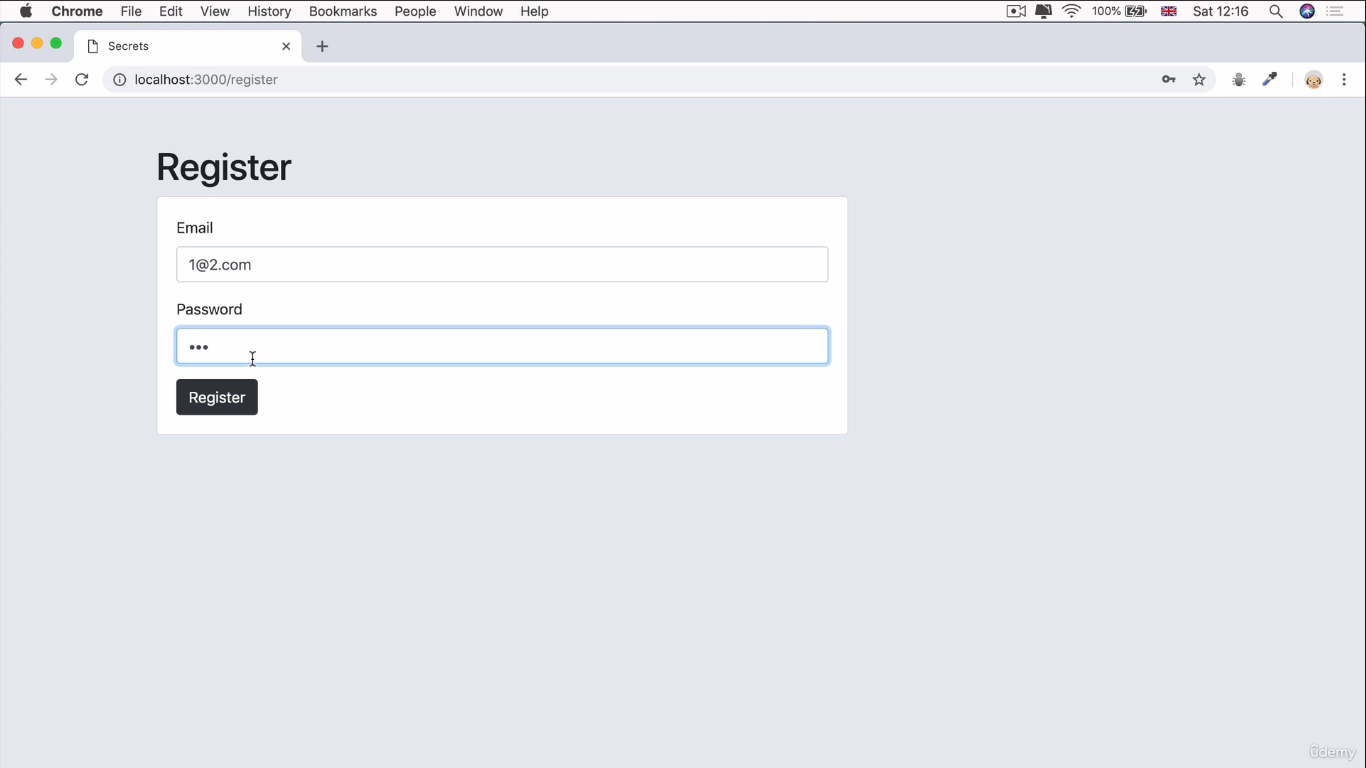 Chrome File Edit View History Bookmarks People Window Help 100% Sat 12:16
Secrets
localhost:3000/register
Register
Email
1@2.com
Password
•••
Register
ûdemy